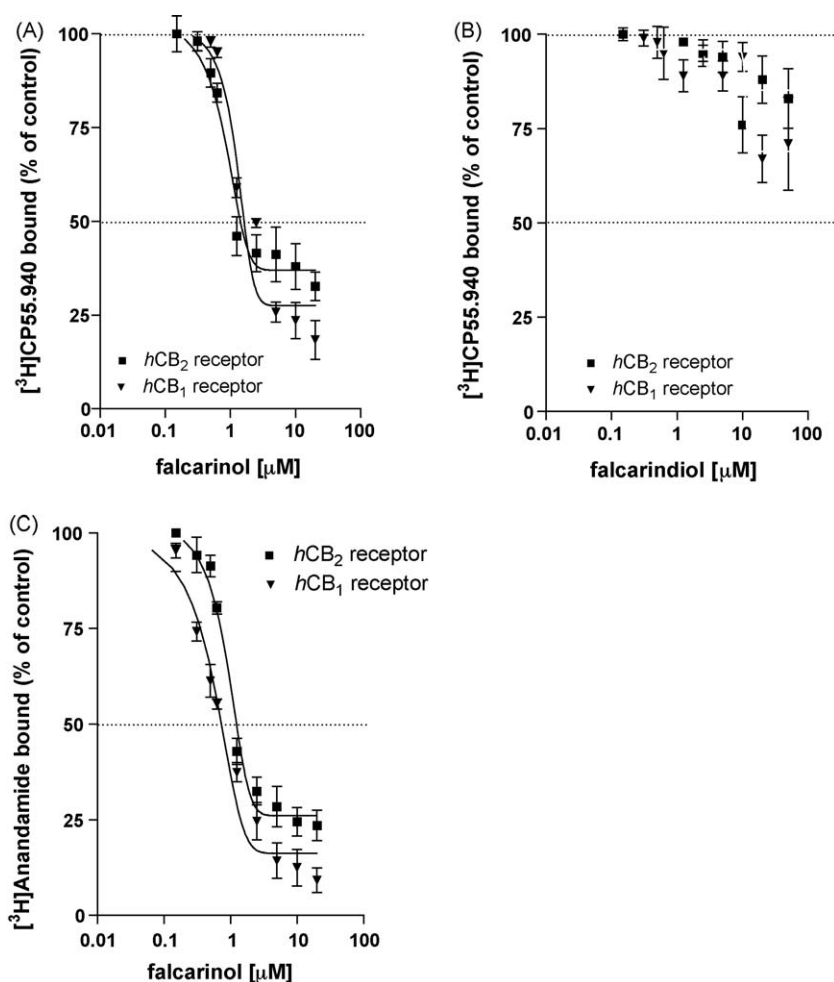 (A)
[³H]CP55.940 bound (% of control)
100
75
50
25
0
■ hCB₂ receptor
▼ hCB₁ receptor
0.01 0.1 1 10 100
falcarinol [μM]
(B)
[³H]CP55.940 bound (% of control)
100
75
50
25
0
■ hCB₂ receptor
▼ hCB₁ receptor
0.01 0.1 1 10 100
falcarindiol [μM]
(C)
[³H]Anandamide bound (% of control)
100
75
50
25
0
■ hCB₂ receptor
▼ hCB₁ receptor
0.01 0.1 1 10 100
falcarinol [μM]